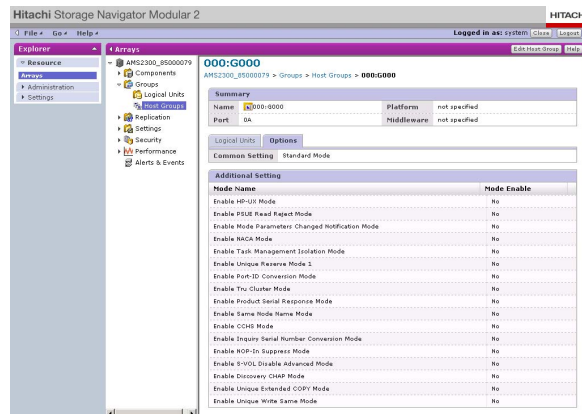 Hitachi Storage Navigator Modular 2
HITACH
File Go Help
Logged in as: system Close Logout
Explorer
Arrays
Edit Host Group Help
Resource
Arrays
Administration
Settings
AMS2300_85000079
Components
Groups
Logical Units
Host Groups
Replication
Settings
Security
Performance
Alerts & Events
000:G000
AMS2300_85000079 > Groups > Host Groups > 000:G000
Summary
Name 000:G000 Platform not specified
Port 0A Middleware not specified
Logical Units Options
Common Setting Standard Mode
Additional Setting
Mode Name Mode Enable
Enable HP-UX Mode No
Enable PSUE Read Reject Mode No
Enable Mode Parameters Changed Notification Mode No
Enable NACA Mode No
Enable Task Management Isolation Mode No
Enable Unique Reserve Mode 1 No
Enable Port-ID Conversion Mode No
Enable Tru Cluster Mode No
Enable Product Serial Response Mode No
Enable Same Node Name Mode No
Enable CCHS Mode No
Enable Inquiry Serial Number Conversion Mode No
Enable NOP-In Suppress Mode No
Enable S-VOL Disable Advanced Mode No
Enable Discovery CHAP Mode No
Enable Unique Extended COPY Mode No
Enable Unique Write Same Mode No